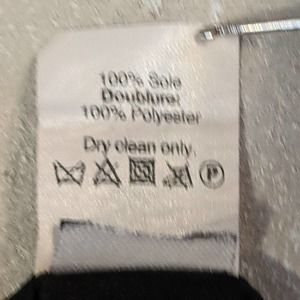 100% Soie
Doublure:
100% Polyester
Dry clean only.
P